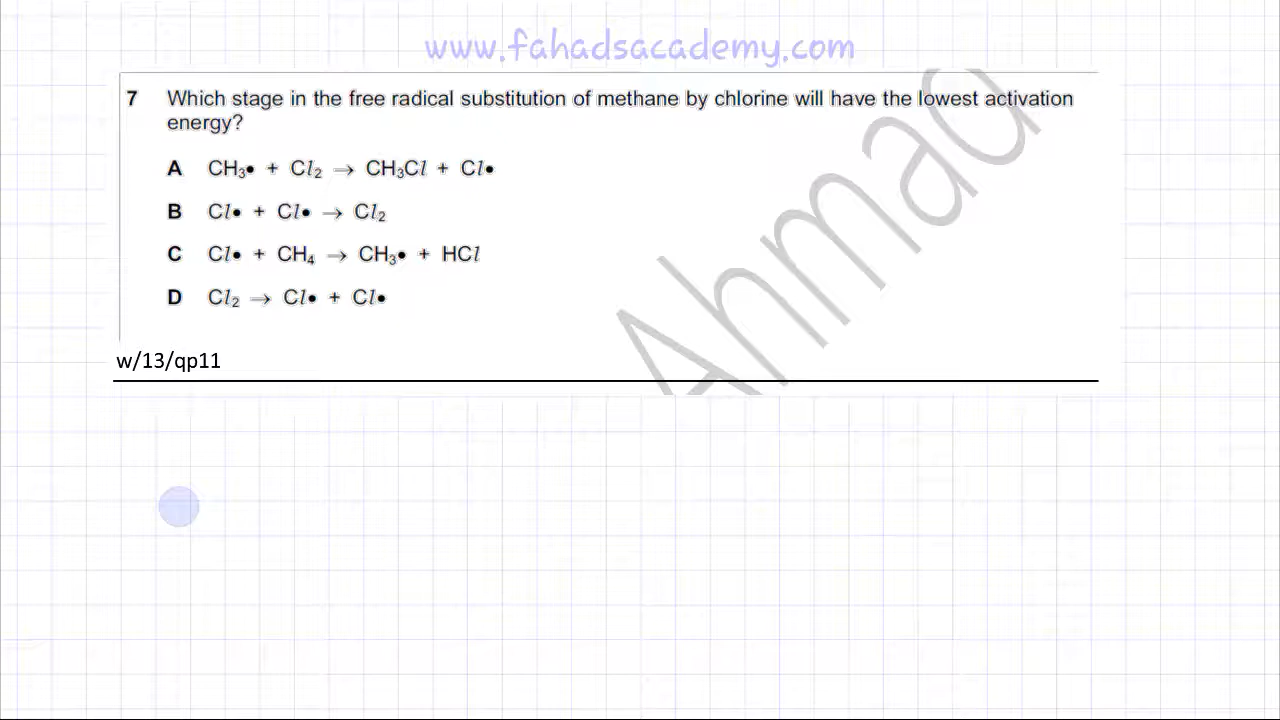 www.fahadsacademy.com
7 Which stage in the free radical substitution of methane by chlorine will have the lowest activation
energy?
A CH₃• + Cl₂ → CH₃Cl + Cl•
B Cl• + Cl• → Cl₂
C Cl• + CH₄ → CH₃• + HCl
D Cl₂ → Cl• + Cl•
w/13/qp11
Ahmad